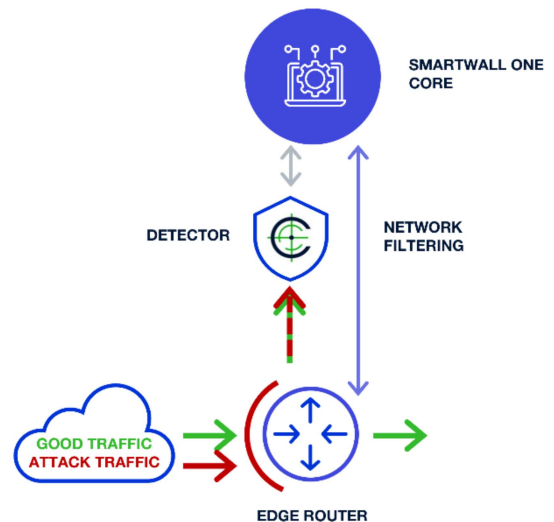 SMARTWALL ONE
CORE
DETECTOR
NETWORK
FILTERING
GOOD TRAFFIC
ATTACK TRAFFIC
EDGE ROUTER